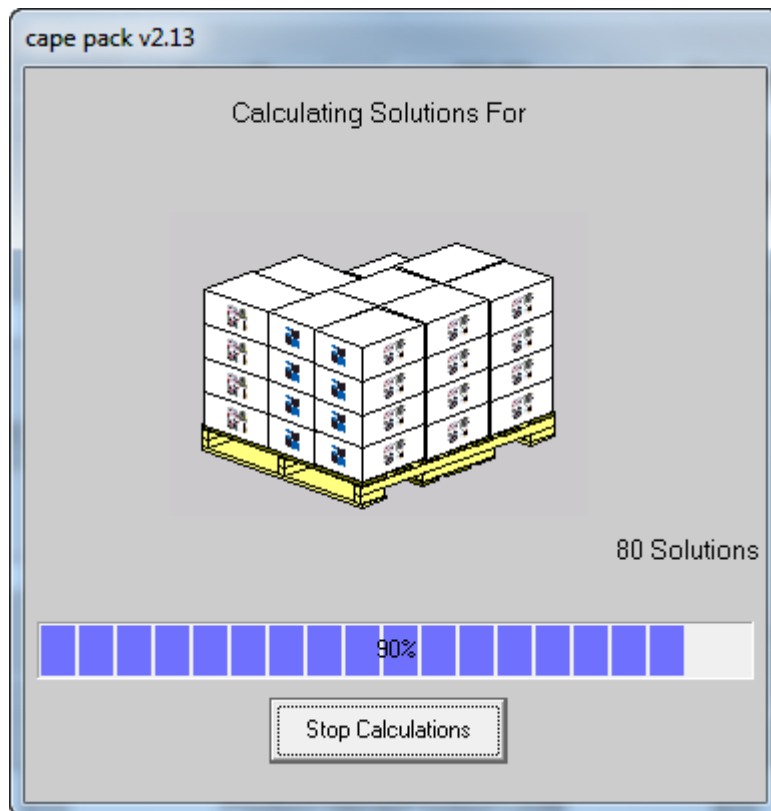 cape pack v2.13
Calculating Solutions For
80 Solutions
90%
Stop Calculations